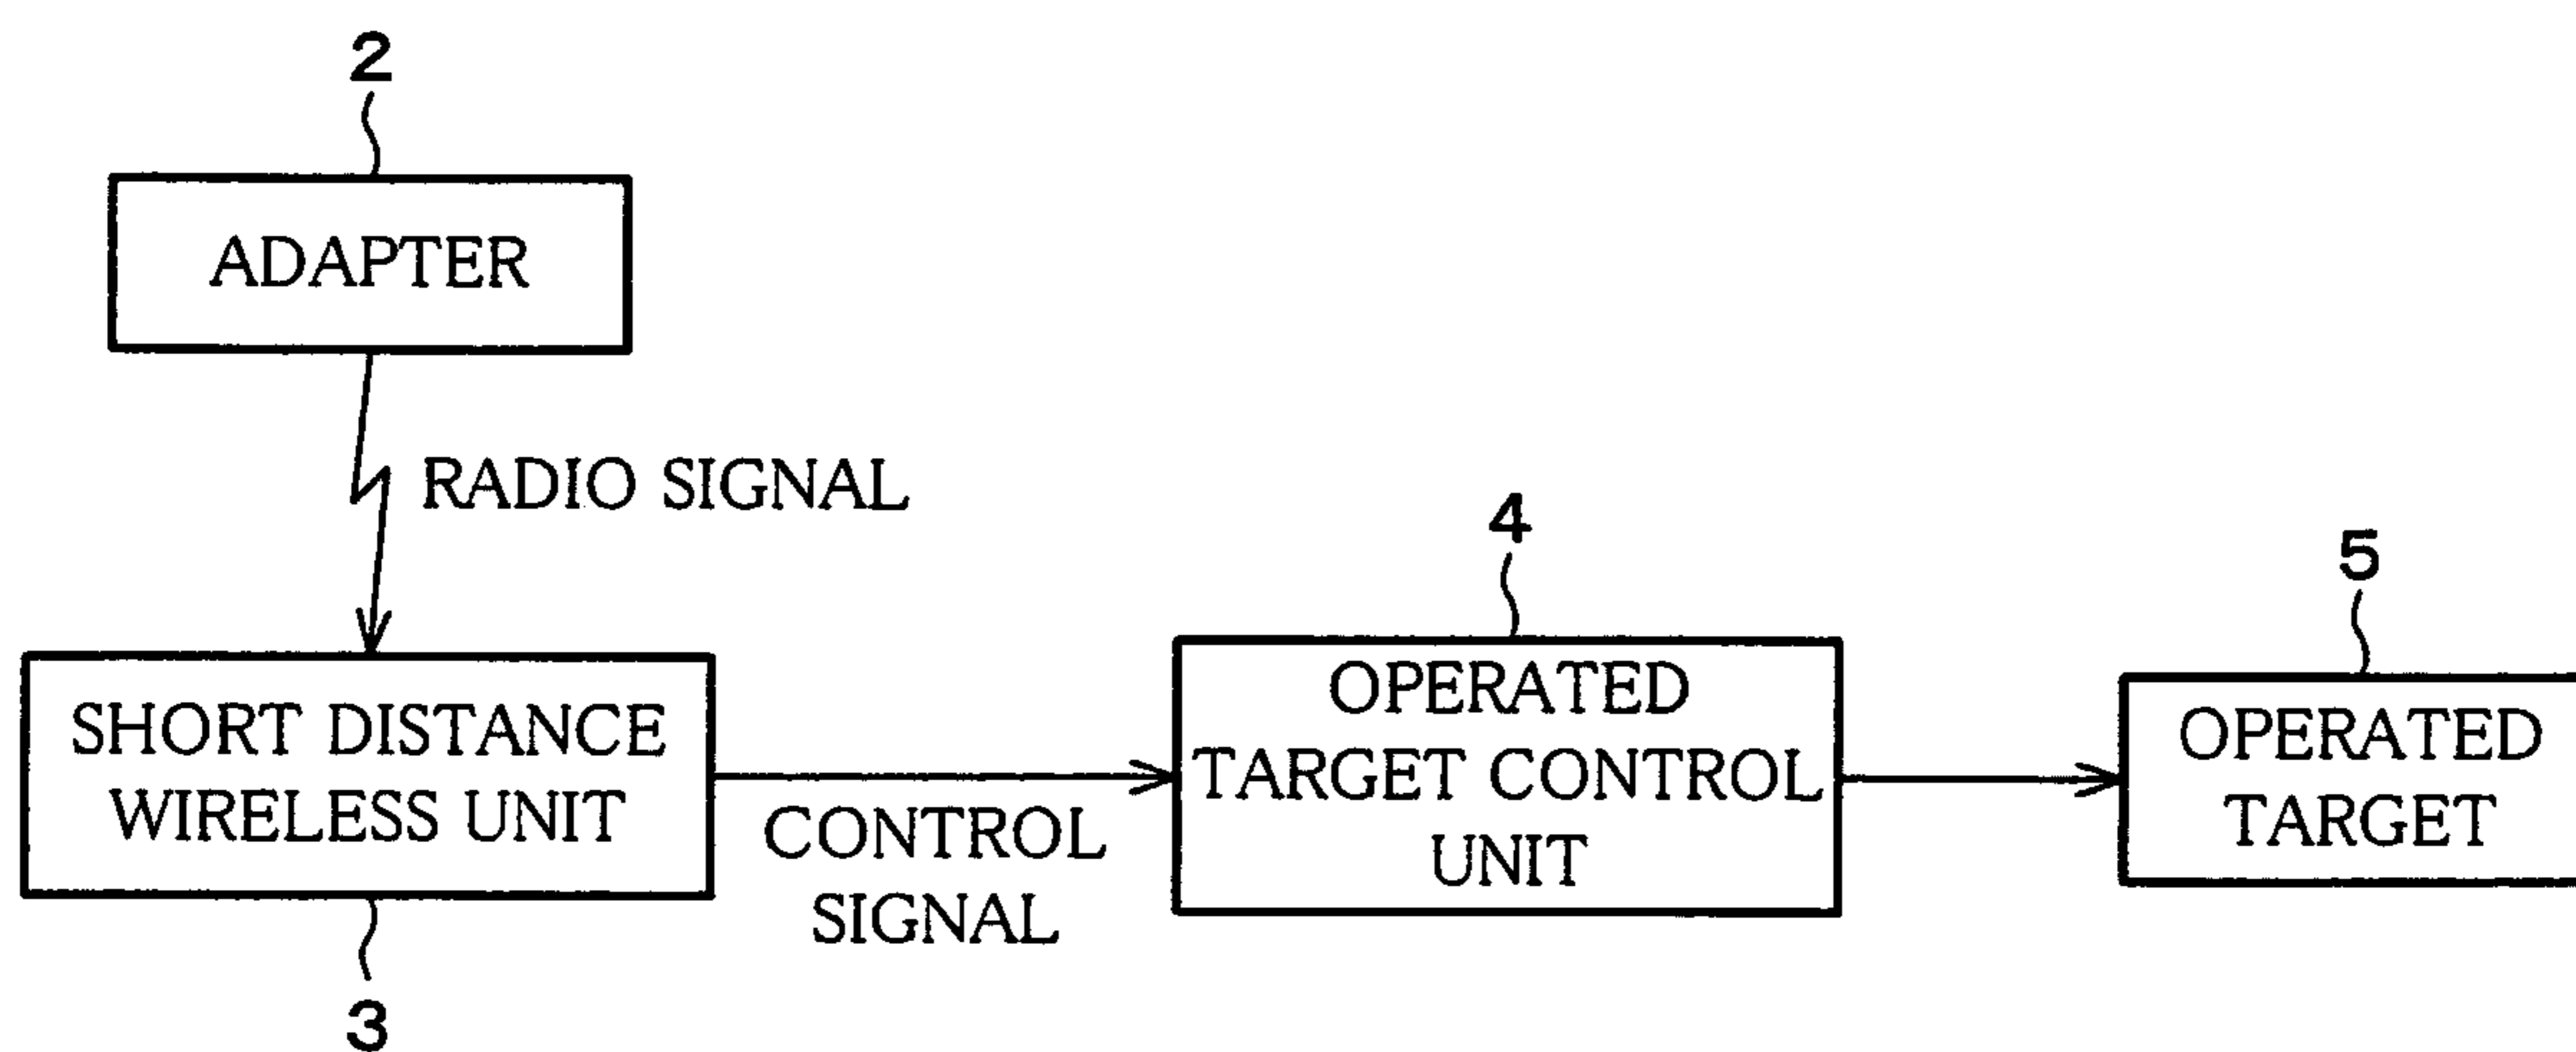 2
ADAPTER
RADIO SIGNAL
SHORT DISTANCE
WIRELESS UNIT
3
CONTROL
SIGNAL
4
OPERATED
TARGET CONTROL
UNIT
5
OPERATED
TARGET